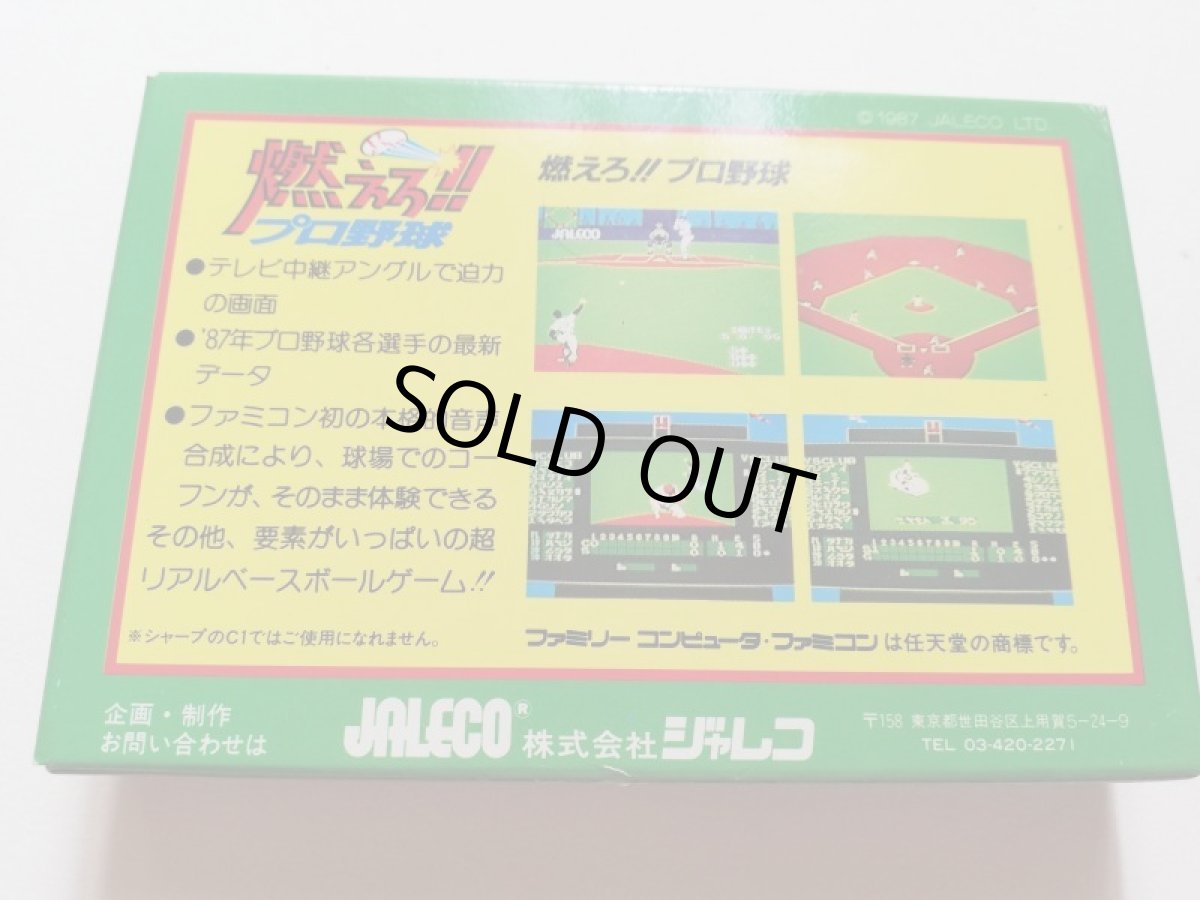 © 1987 JALECO LTD.
燃えろ!!
プロ野球
燃えろ!! プロ野球
●テレビ中継アングルで迫力
の画面
●'87年プロ野球各選手の最新
データ
●ファミコン初の本格的音声
合成により、球場でのコー
フンが、そのまま体験できる
その他、要素がいっぱいの超
リアルベースボールゲーム!!
※シャープのC1ではご使用になれません。
JALECO
YSCLUB
YSCLUB
SOLD OUT
ファミリー コンピュータ・ファミコン は任天堂の商標です。
企画・制作
お問い合わせは
JALECO® 株式会社 ジャレコ
〒158 東京都世田谷区上用賀5-24-9
TEL 03-420-2271